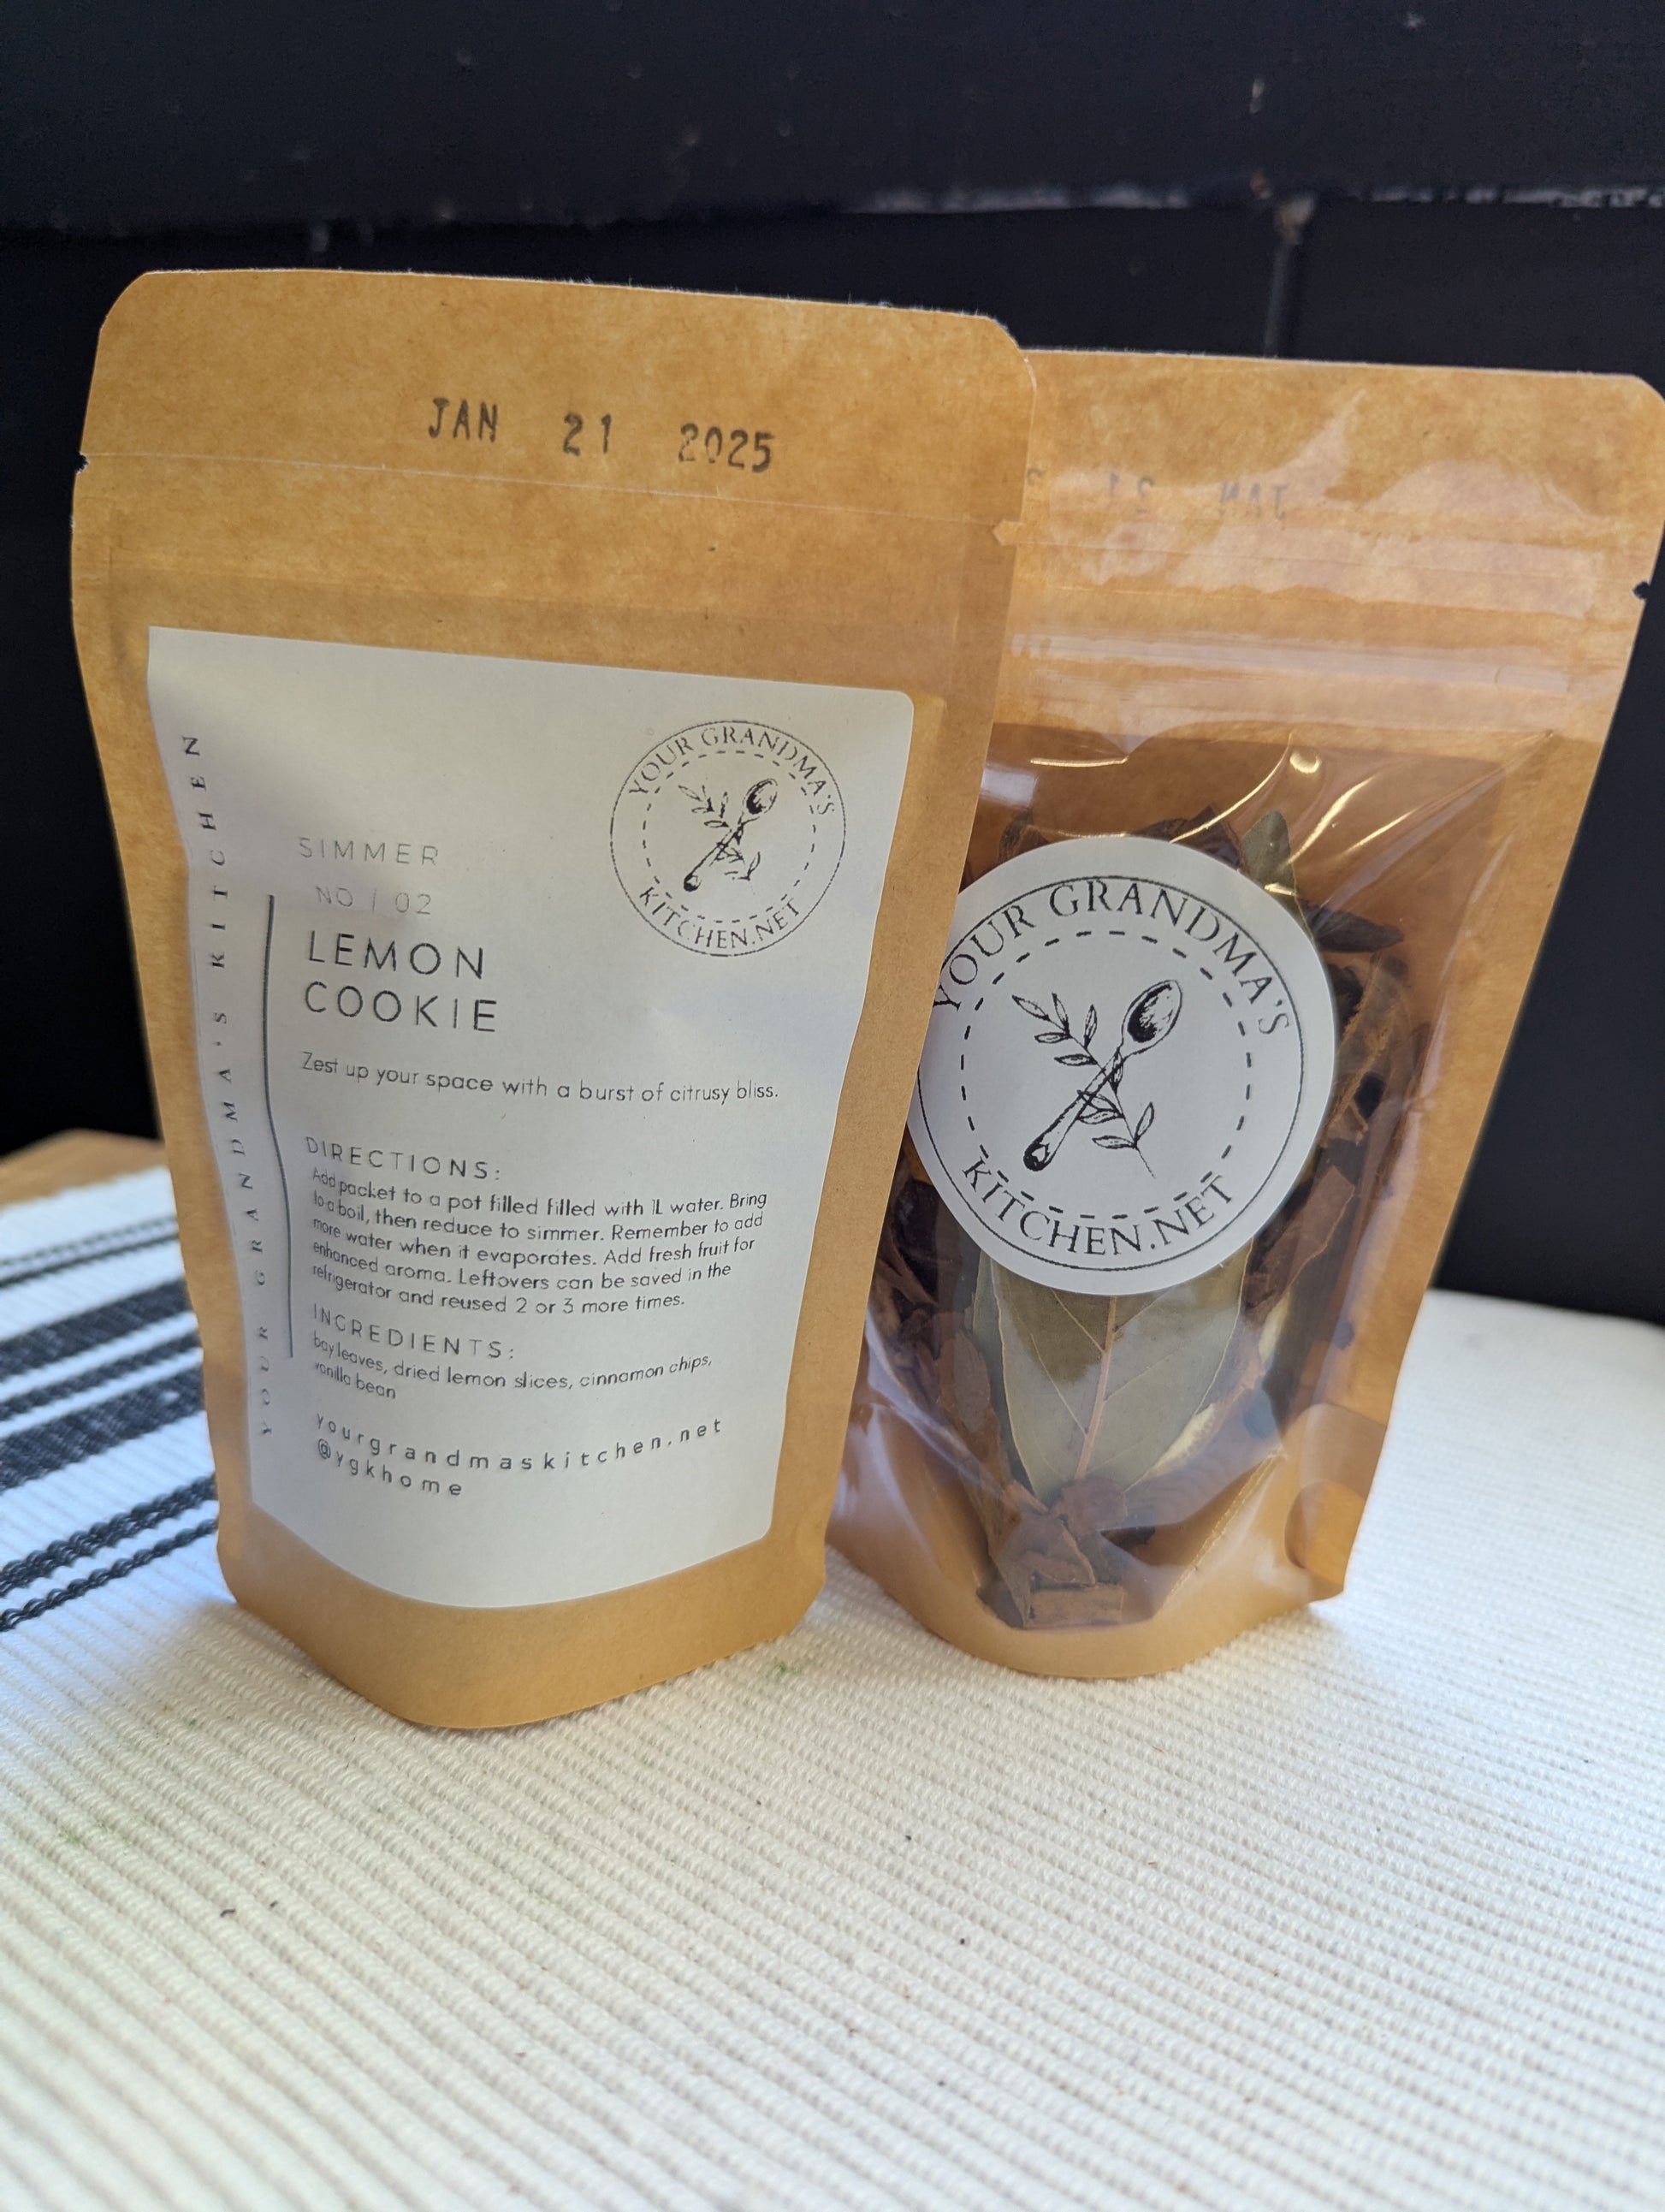 JAN 21 2025
JAN 21
YOUR GRANDMA'S KITCHEN
YOUR GRANDMA'S
KITCHEN.NET
SIMMER
NO / 02
LEMON
COOKIE
Zest up your space with a burst of citrusy bliss.
DIRECTIONS:
Add packet to a pot filled filled with 1L water. Bring
to a boil, then reduce to simmer. Remember to add
more water when it evaporates. Add fresh fruit for
enhanced aroma. Leftovers can be saved in the
refrigerator and reused 2 or 3 more times.
INGREDIENTS:
bay leaves, dried lemon slices, cinnamon chips,
vanilla bean
yourgrandmaskitchen.net
@ygkhome
YOUR GRANDMA'S
KITCHEN.NET